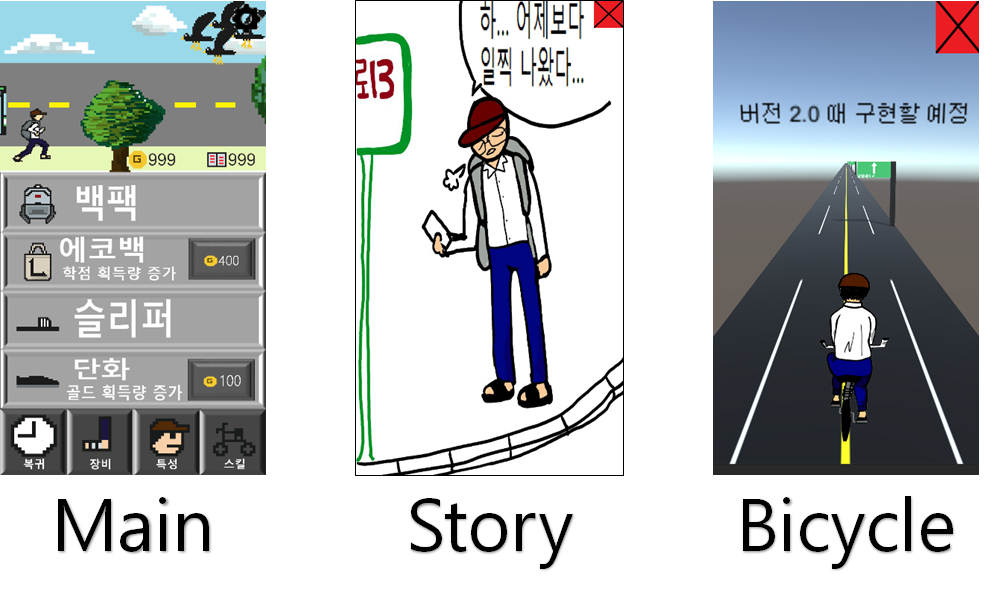 999
999
백팩
에코백
학점 획득량 증가
400
슬리퍼
단화
골드 획득량 증가
100
복귀
장비
특성
스킬
하... 어제보다
일찍 나왔다...
로13
버전 2.0 때 구현할 예정
Main
Story
Bicycle